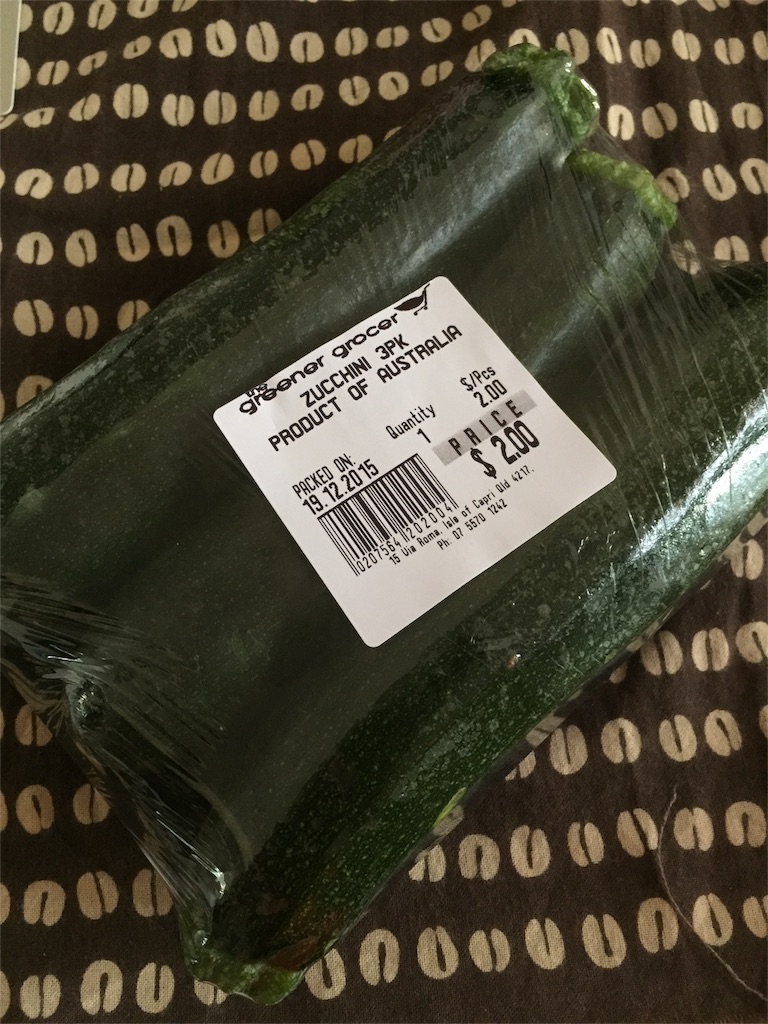 the
greener grocer
ZUCCHINI 3PK
PRODUCT OF AUSTRALIA
Quantity $/Pcs
1 2.00
PACKED ON: PRICE
19.12.2015 $ 2.00
0207564202004
15 Via Roma, Isle of Capri Qld 4217.
Ph: 07 5570 1242